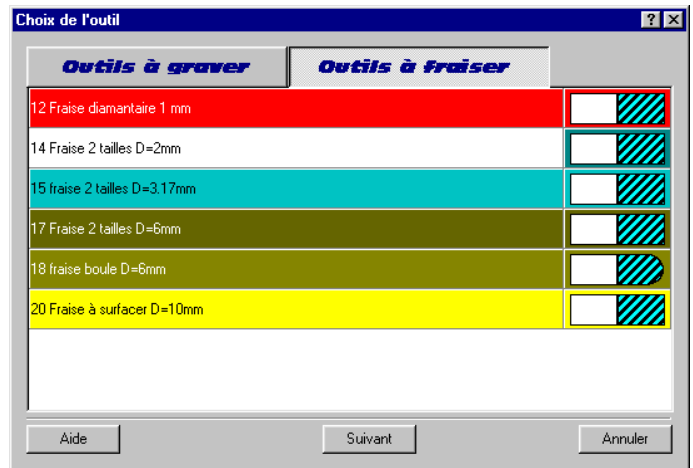 Choix de l'outil
Outils à graver
Outils à fraiser
12 Fraise diamantaire 1 mm
14 Fraise 2 tailles D=2mm
15 fraise 2 tailles D=3.17mm
17 Fraise 2 tailles D=6mm
18 fraise boule D=6mm
20 Fraise à surfacer D=10mm
Aide
Suivant
Annuler